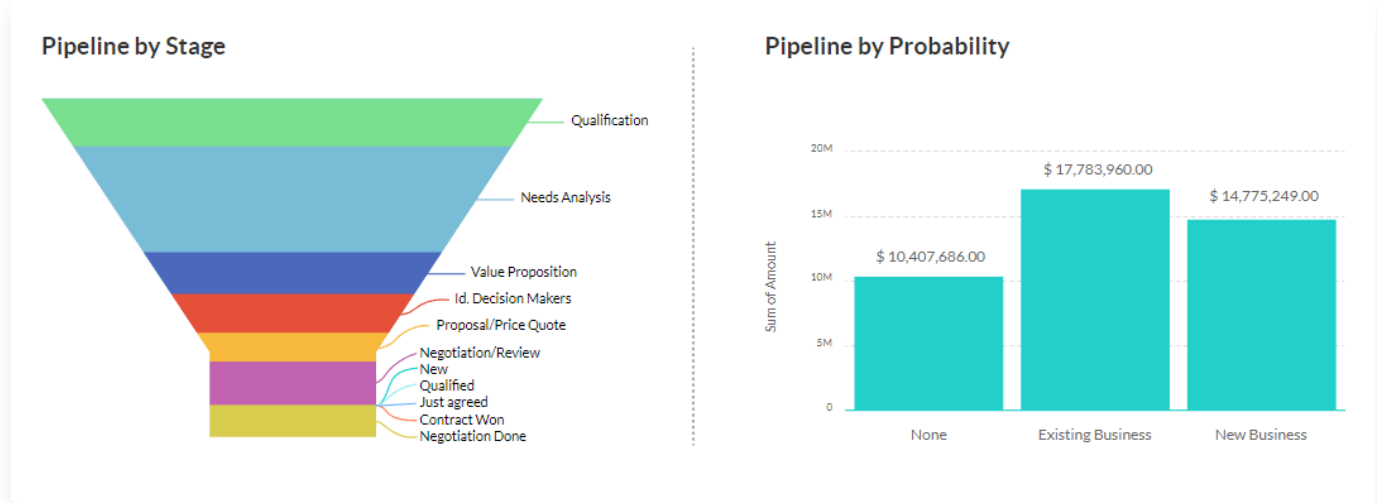 Pipeline by Stage
Qualification
Needs Analysis
Value Proposition
Id. Decision Makers
Proposal/Price Quote
Negotiation/Review
New
Qualified
Just agreed
Contract Won
Negotiation Done
Pipeline by Probability
Sum of Amount
20M
15M
10M
5M
0
$ 10,407,686.00
$ 17,783,960.00
$ 14,775,249.00
None
Existing Business
New Business